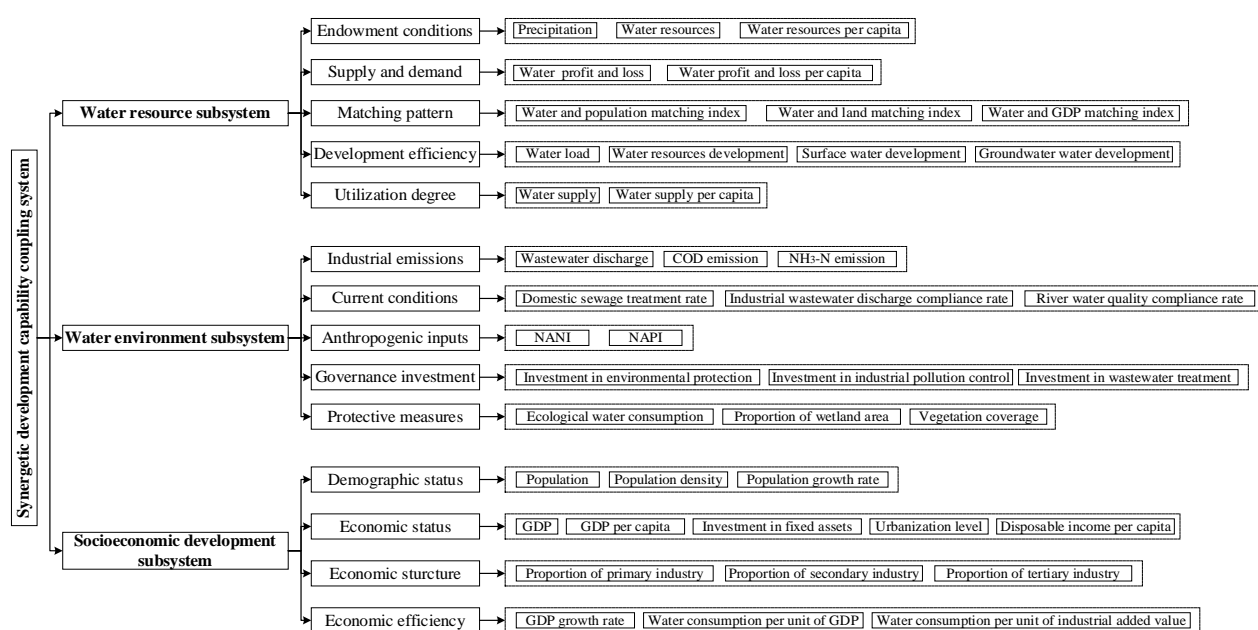 Synergetic development capability coupling system
Water resource subsystem
Endowment conditions
Precipitation
Water resources
Water resources per capita
Supply and demand
Water profit and loss
Water profit and loss per capita
Matching pattern
Water and population matching index
Water and land matching index
Water and GDP matching index
Development efficiency
Water load
Water resources development
Surface water development
Groundwater water development
Utilization degree
Water supply
Water supply per capita
Water environment subsystem
Industrial emissions
Wastewater discharge
COD emission
NH3-N emission
Current conditions
Domestic sewage treatment rate
Industrial wastewater discharge compliance rate
River water quality compliance rate
Anthropogenic inputs
NANI
NAPI
Governance investment
Investment in environmental protection
Investment in industrial pollution control
Investment in wastewater treatment
Protective measures
Ecological water consumption
Proportion of wetland area
Vegetation coverage
Socioeconomic development
subsystem
Demographic status
Population
Population density
Population growth rate
Economic status
GDP
GDP per capita
Investment in fixed assets
Urbanization level
Disposable income per capita
Economic sturcture
Proportion of primary industry
Proportion of secondary industry
Proportion of tertiary industry
Economic efficiency
GDP growth rate
Water consumption per unit of GDP
Water consumption per unit of industrial added value